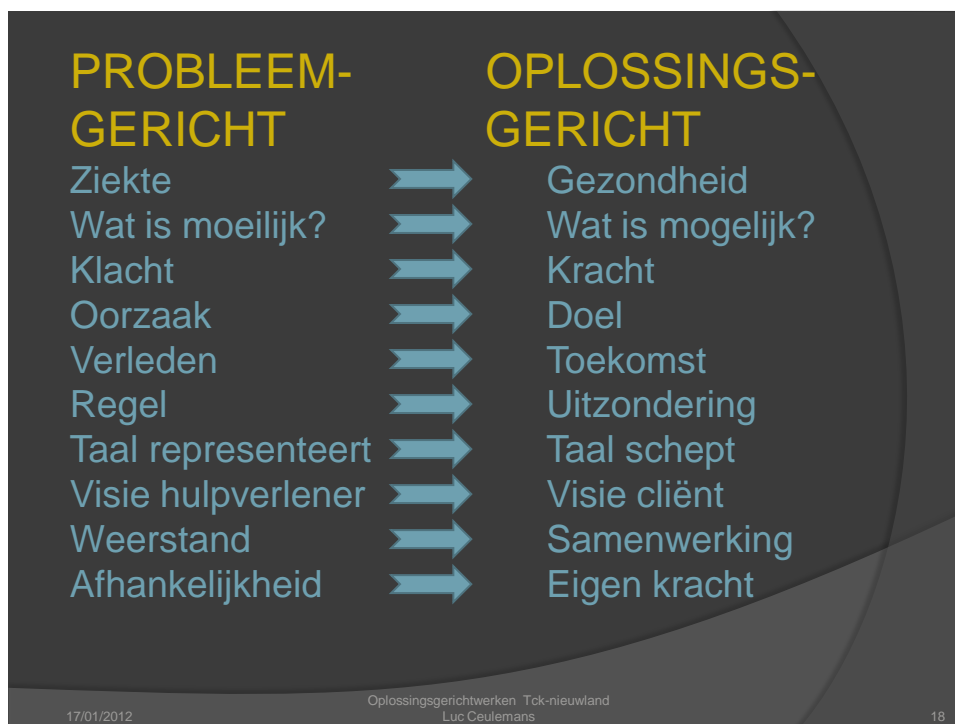 PROBLEEM-
GERICHT
OPLOSSINGS-
GERICHT
Ziekte Gezondheid
Wat is moeilijk? Wat is mogelijk?
Klacht Kracht
Oorzaak Doel
Verleden Toekomst
Regel Uitzondering
Taal representeert Taal schept
Visie hulpverlener Visie cliënt
Weerstand Samenwerking
Afhankelijkheid Eigen kracht
17/01/2012
Oplossingsgerichtwerken Tck-nieuwland
Luc Ceulemans
18